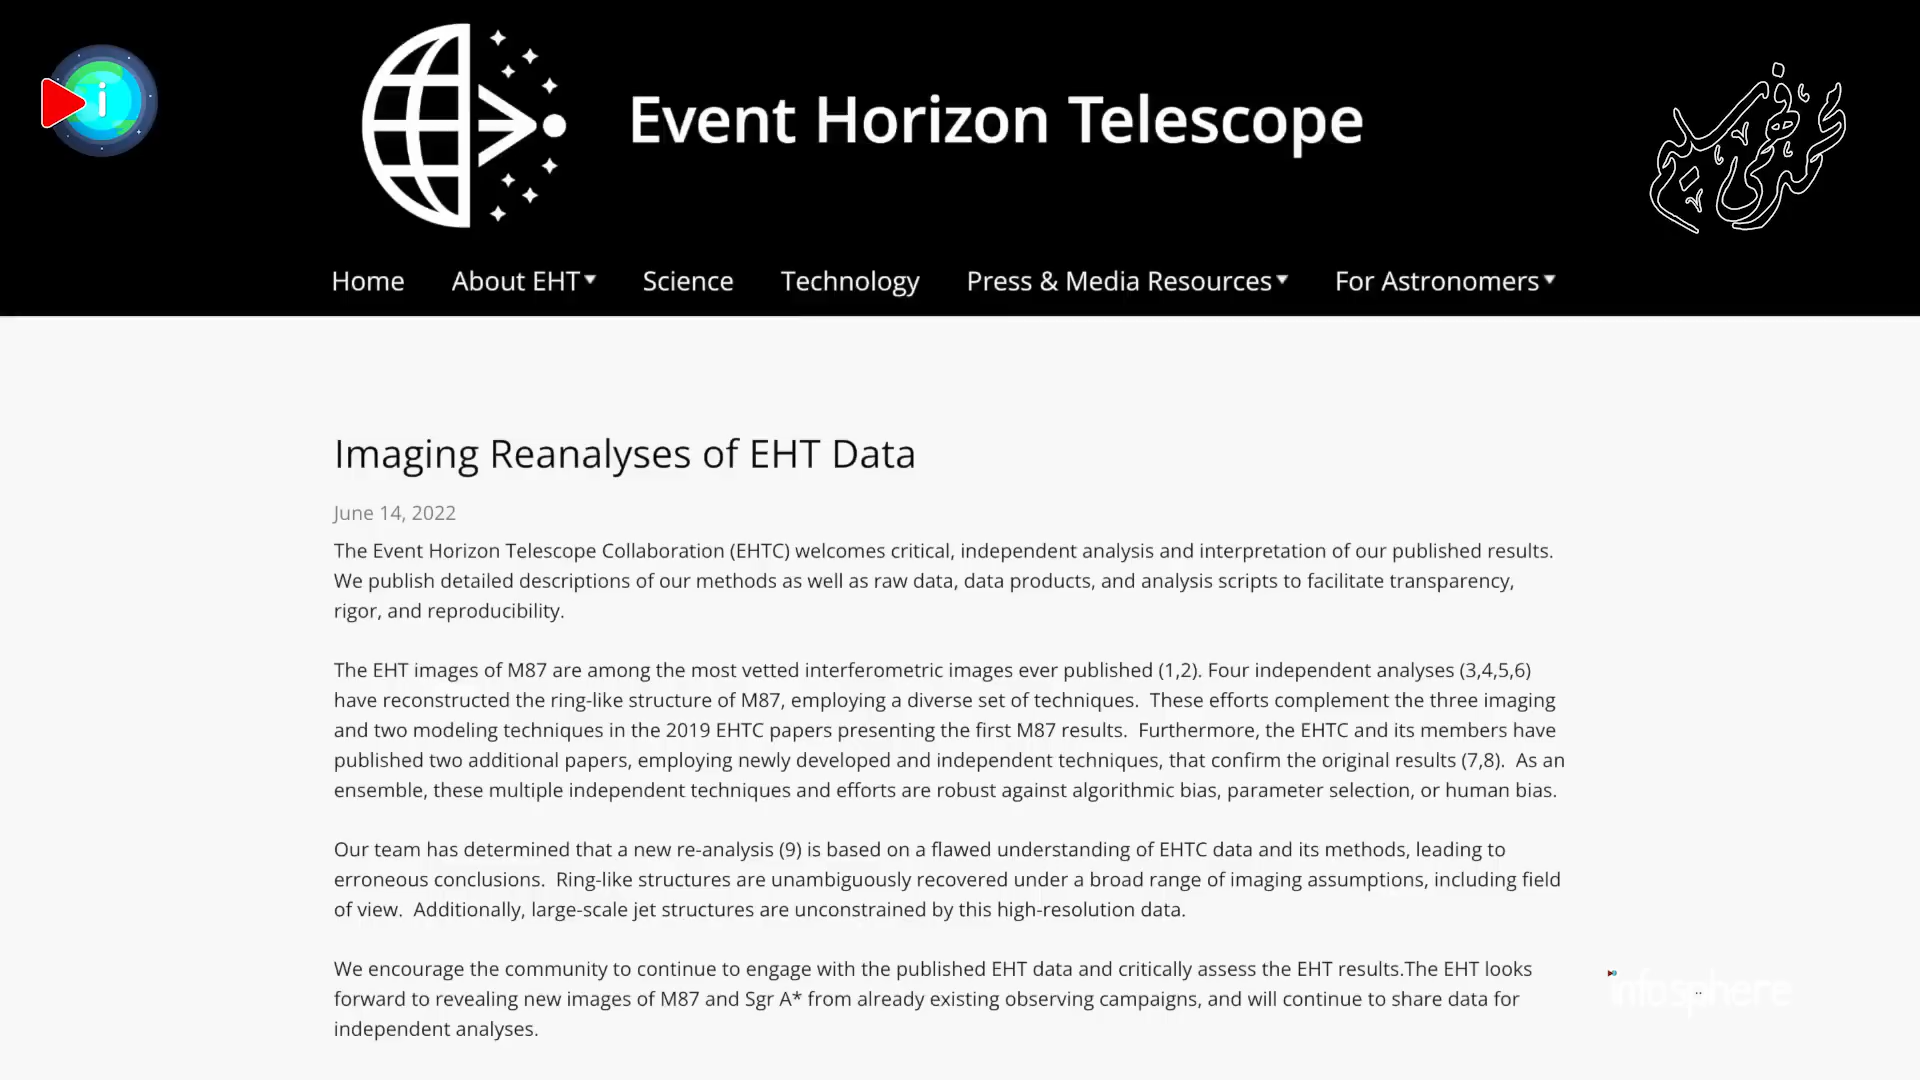 i
Event Horizon Telescope
Home About EHT Science Technology Press & Media Resources For Astronomers
Imaging Reanalyses of EHT Data
June 14, 2022
The Event Horizon Telescope Collaboration (EHTC) welcomes critical, independent analysis and interpretation of our published results.
We publish detailed descriptions of our methods as well as raw data, data products, and analysis scripts to facilitate transparency,
rigor, and reproducibility.
The EHT images of M87 are among the most vetted interferometric images ever published (1,2). Four independent analyses (3,4,5,6)
have reconstructed the ring-like structure of M87, employing a diverse set of techniques.  These efforts complement the three imaging
and two modeling techniques in the 2019 EHTC papers presenting the first M87 results.  Furthermore, the EHTC and its members have
published two additional papers, employing newly developed and independent techniques, that confirm the original results (7,8).  As an
ensemble, these multiple independent techniques and efforts are robust against algorithmic bias, parameter selection, or human bias.
Our team has determined that a new re-analysis (9) is based on a flawed understanding of EHTC data and its methods, leading to
erroneous conclusions.  Ring-like structures are unambiguously recovered under a broad range of imaging assumptions, including field
of view.  Additionally, large-scale jet structures are unconstrained by this high-resolution data.
We encourage the community to continue to engage with the published EHT data and critically assess the EHT results.The EHT looks
forward to revealing new images of M87 and Sgr A* from already existing observing campaigns, and will continue to share data for
independent analyses.
infosphere